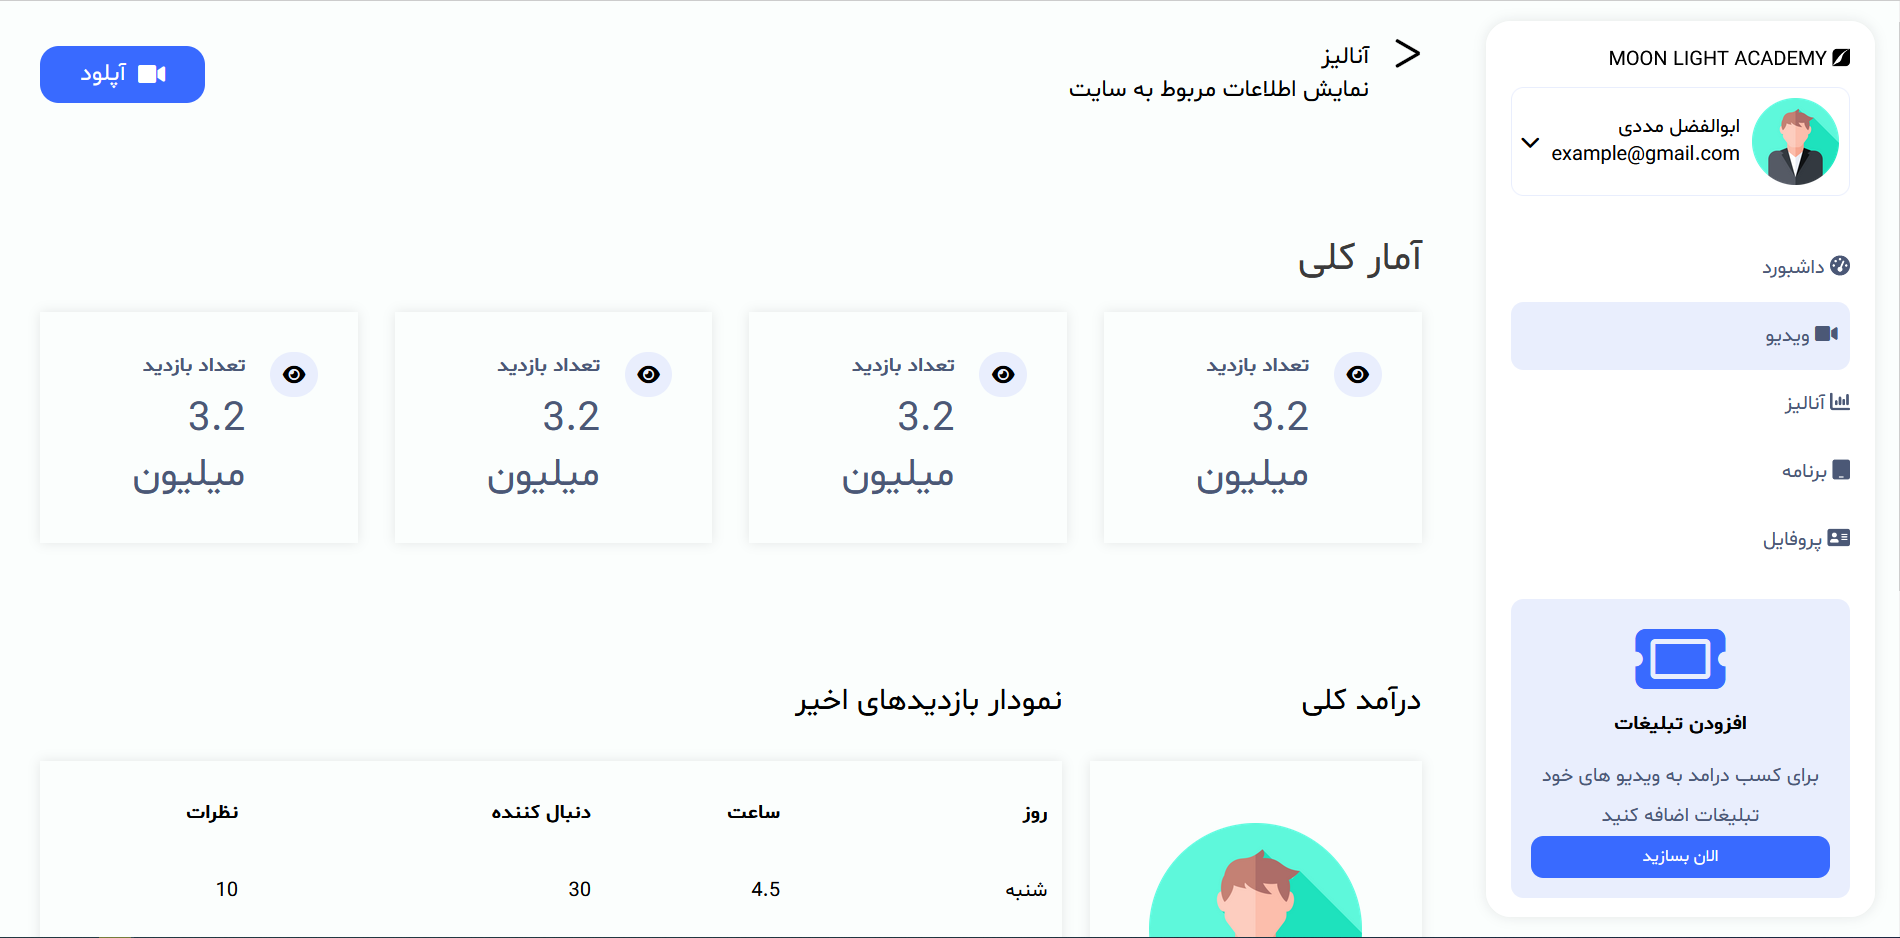 MOON LIGHT ACADEMY
ابوالفضل مددی
example@gmail.com
داشبورد
ویدیو
آنالیز
برنامه
پروفایل
افزودن تبلیغات
برای کسب درامد به ویدیو های خود
تبلیغات اضافه کنید
الان بسازید
آنالیز
نمایش اطلاعات مربوط به سایت
آپلود
آمار کلی
تعداد بازدید
3.2
میلیون
تعداد بازدید
3.2
میلیون
تعداد بازدید
3.2
میلیون
تعداد بازدید
3.2
میلیون
درآمد کلی
نمودار بازدیدهای اخیر
روز ساعت دنبال کننده نظرات
شنبه 4.5 30 10